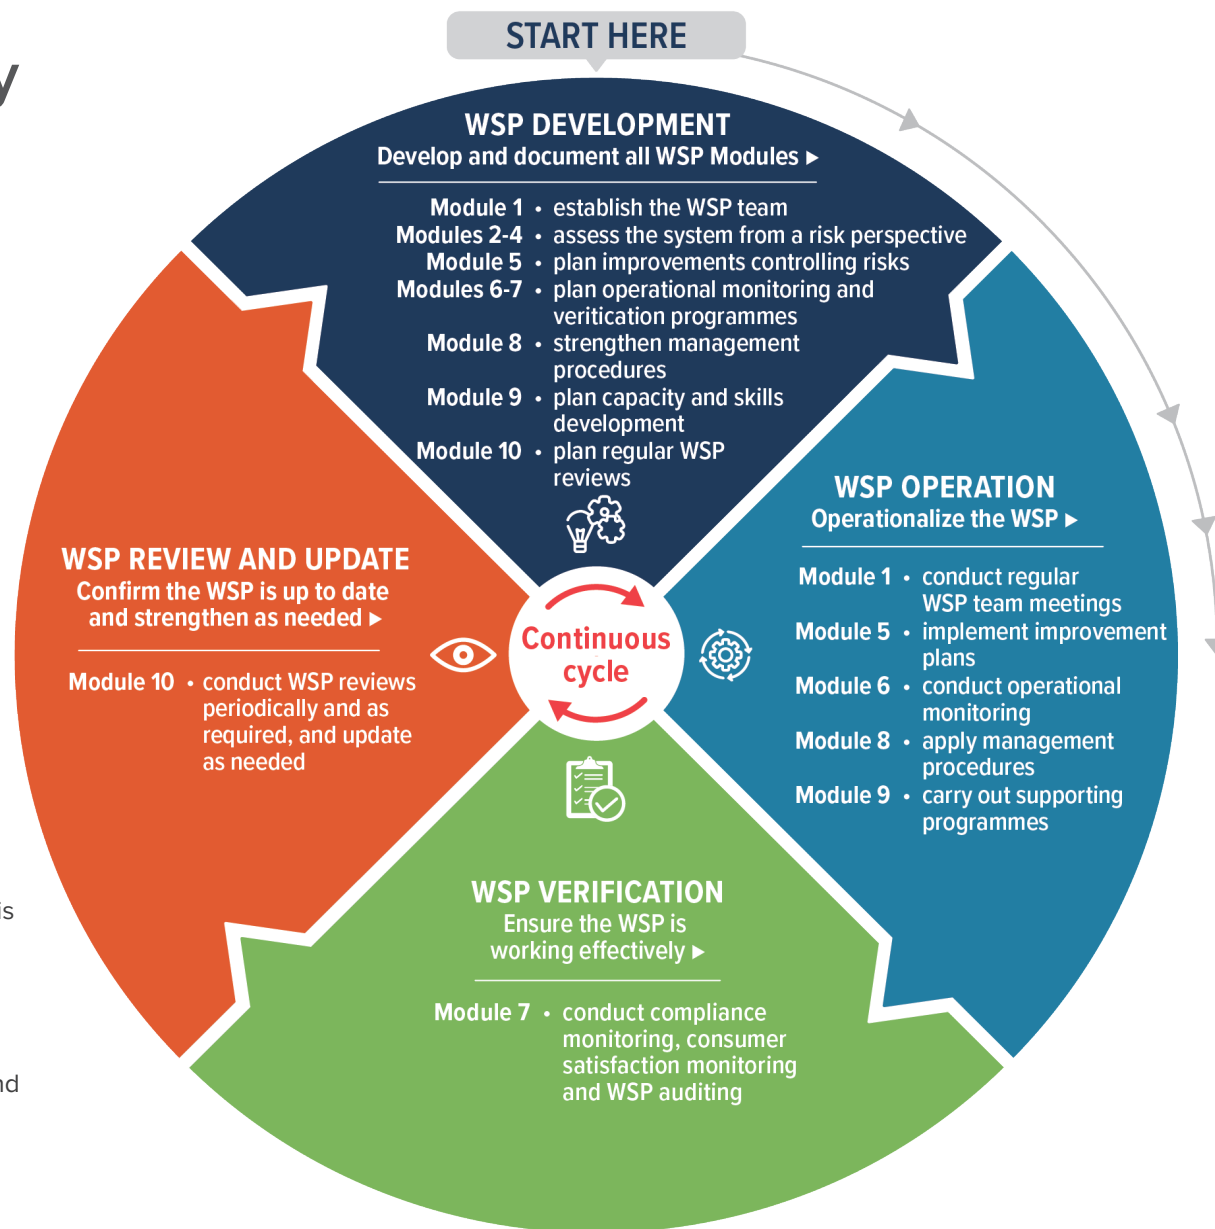 START HERE
y
WSP DEVELOPMENT
Develop and document all WSP Modules ▸
Module 1 • establish the WSP team
Modules 2-4 • assess the system from a risk perspective
Module 5 • plan improvements controlling risks
Modules 6-7 • plan operational monitoring and
veritication programmes
Module 8 • strengthen management
procedures
Module 9 • plan capacity and skills
development
Module 10 • plan regular WSP
reviews
WSP OPERATION
Operationalize the WSP ▸
Module 1 • conduct regular
WSP team meetings
Module 5 • implement improvement
plans
Module 6 • conduct operational
monitoring
Module 8 • apply management
procedures
Module 9 • carry out supporting
programmes
WSP VERIFICATION
Ensure the WSP is
working effectively ▸
Module 7 • conduct compliance
monitoring, consumer
satisfaction monitoring
and WSP auditing
WSP REVIEW AND UPDATE
Confirm the WSP is up to date
and strengthen as needed ▸
Module 10 • conduct WSP reviews
periodically and as
required, and update
as needed
Continuous
cycle
is
nd